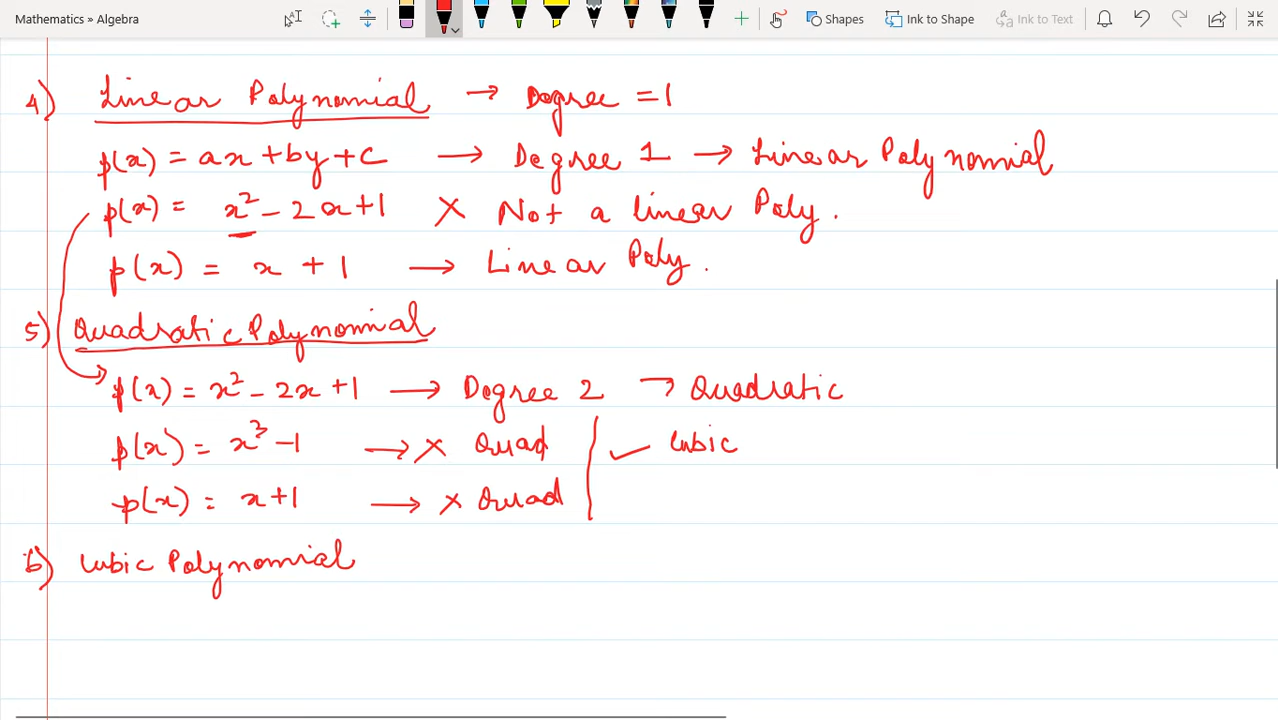 Mathematics » Algebra
Shapes
Ink to Shape
Ink to Text
4) Linear Polynomial → Degree = 1
p(x) = ax + by + c → Degree 1 → Linear Polynomial
p(x) = x² - 2x + 1 X Not a linear Poly.
p(x) = x + 1 → Linear Poly.
5) Quadratic Polynomial
p(x) = x² - 2x + 1 → Degree 2 → Quadratic
p(x) = x³ - 1 → X Quad ✓ Cubic
p(x) = x + 1 → X Quad
6) Cubic Polynomial